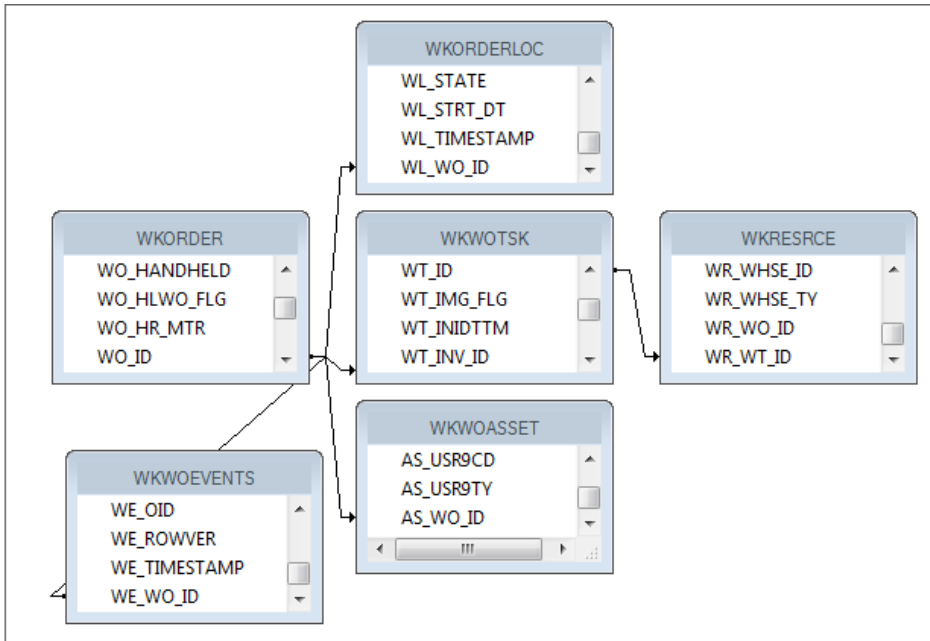 WKORDERLOC
WL_STATE
WL_STRT_DT
WL_TIMESTAMP
WL_WO_ID
WKORDER
WO_HANDHELD
WO_HLWO_FLG
WO_HR_MTR
WO_ID
WKWOTSK
WT_ID
WT_IMG_FLG
WT_INIDTTM
WT_INV_ID
WKRESRCE
WR_WHSE_ID
WR_WHSE_TY
WR_WO_ID
WR_WT_ID
WKWOEVENTS
WE_OID
WE_ROWVER
WE_TIMESTAMP
WE_WO_ID
WKWOASSET
AS_USR9CD
AS_USR9TY
AS_WO_ID